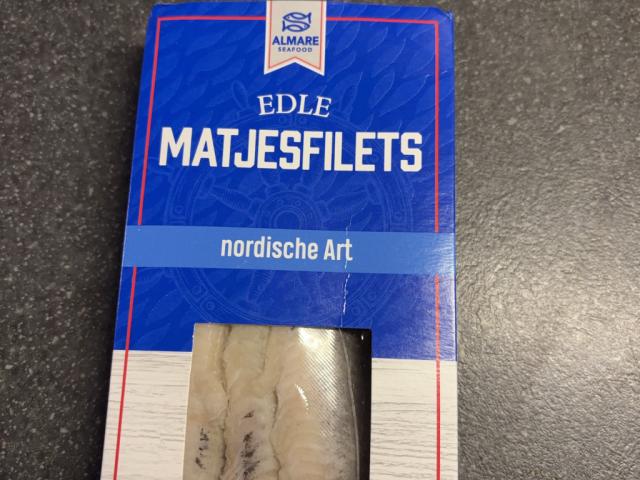 ALMARE
SEAFOOD
EDLE
MATJESFILETS
nordische Art